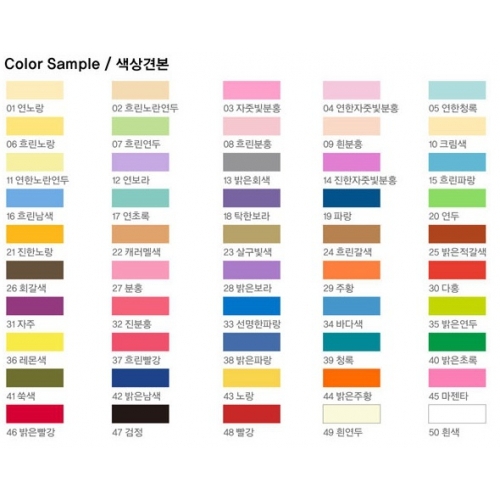 Color Sample / 색상견본
01 연노랑 02 흐린노란연두 03 자줏빛분홍 04 연한자줏빛분홍 05 연한청록
06 흐린노랑 07 흐린연두 08 흐린분홍 09 흰분홍 10 크림색
11 연한노란연두 12 연보라 13 밝은회색 14 진한자줏빛분홍 15 흐린파랑
16 흐린남색 17 연초록 18 탁한보라 19 파랑 20 연두
21 진한노랑 22 캐러멜색 23 살구빛색 24 흐린갈색 25 밝은적갈색
26 회갈색 27 분홍 28 밝은보라 29 주황 30 다홍
31 자주 32 진분홍 33 선명한파랑 34 바다색 35 밝은연두
36 레몬색 37 흐린빨강 38 밝은파랑 39 청록 40 밝은초록
41 쑥색 42 밝은남색 43 노랑 44 밝은주황 45 마젠타
46 밝은빨강 47 검정 48 빨강 49 흰연두 50 흰색